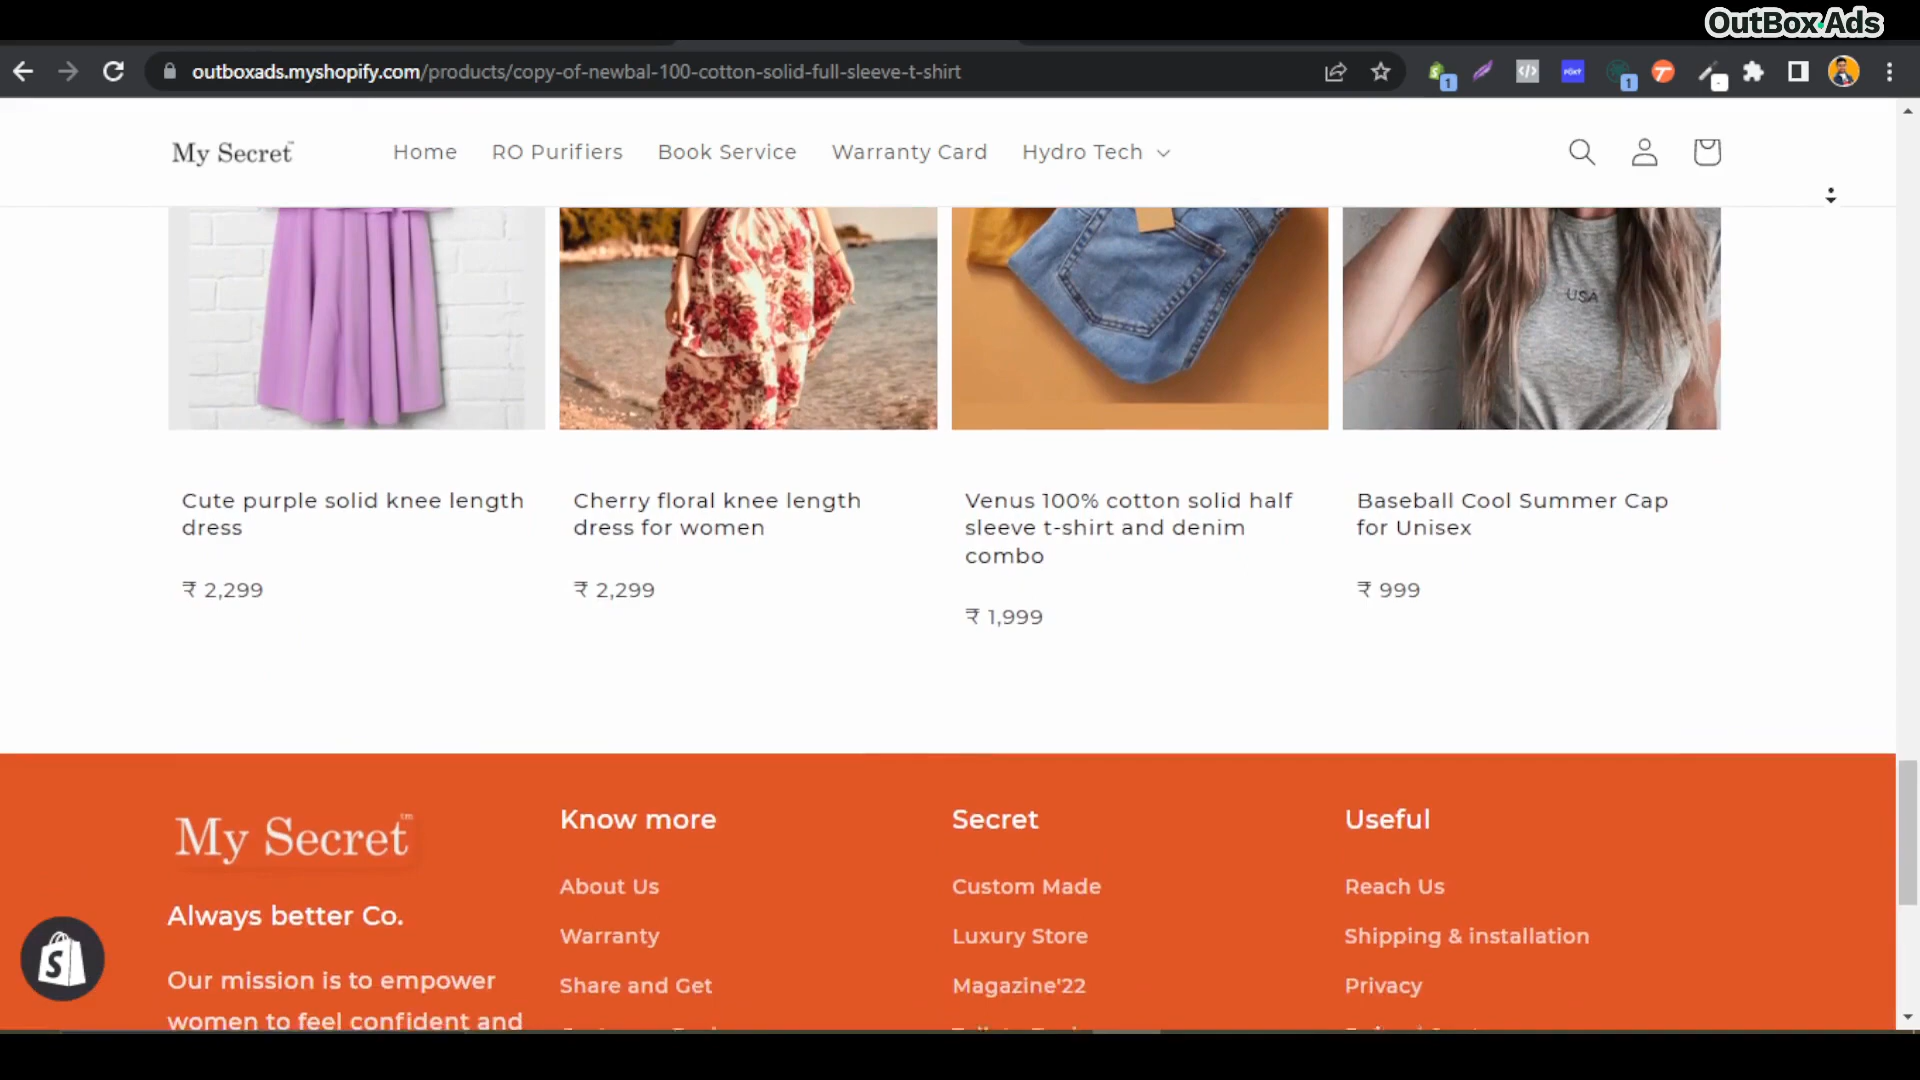 OutBox Ads
outboxads.myshopify.com/products/copy-of-newbal-100-cotton-solid-full-sleeve-t-shirt
My Secret™ Home RO Purifiers Book Service Warranty Card Hydro Tech
USA
Cute purple solid knee length
dress
₹ 2,299
Cherry floral knee length
dress for women
₹ 2,299
Venus 100% cotton solid half
sleeve t-shirt and denim
combo
₹ 1,999
Baseball Cool Summer Cap
for Unisex
₹ 999
My Secret™
Always better Co.
Our mission is to empower
women to feel confident and
Know more
About Us
Warranty
Share and Get
Secret
Custom Made
Luxury Store
Magazine'22
Useful
Reach Us
Shipping & installation
Privacy